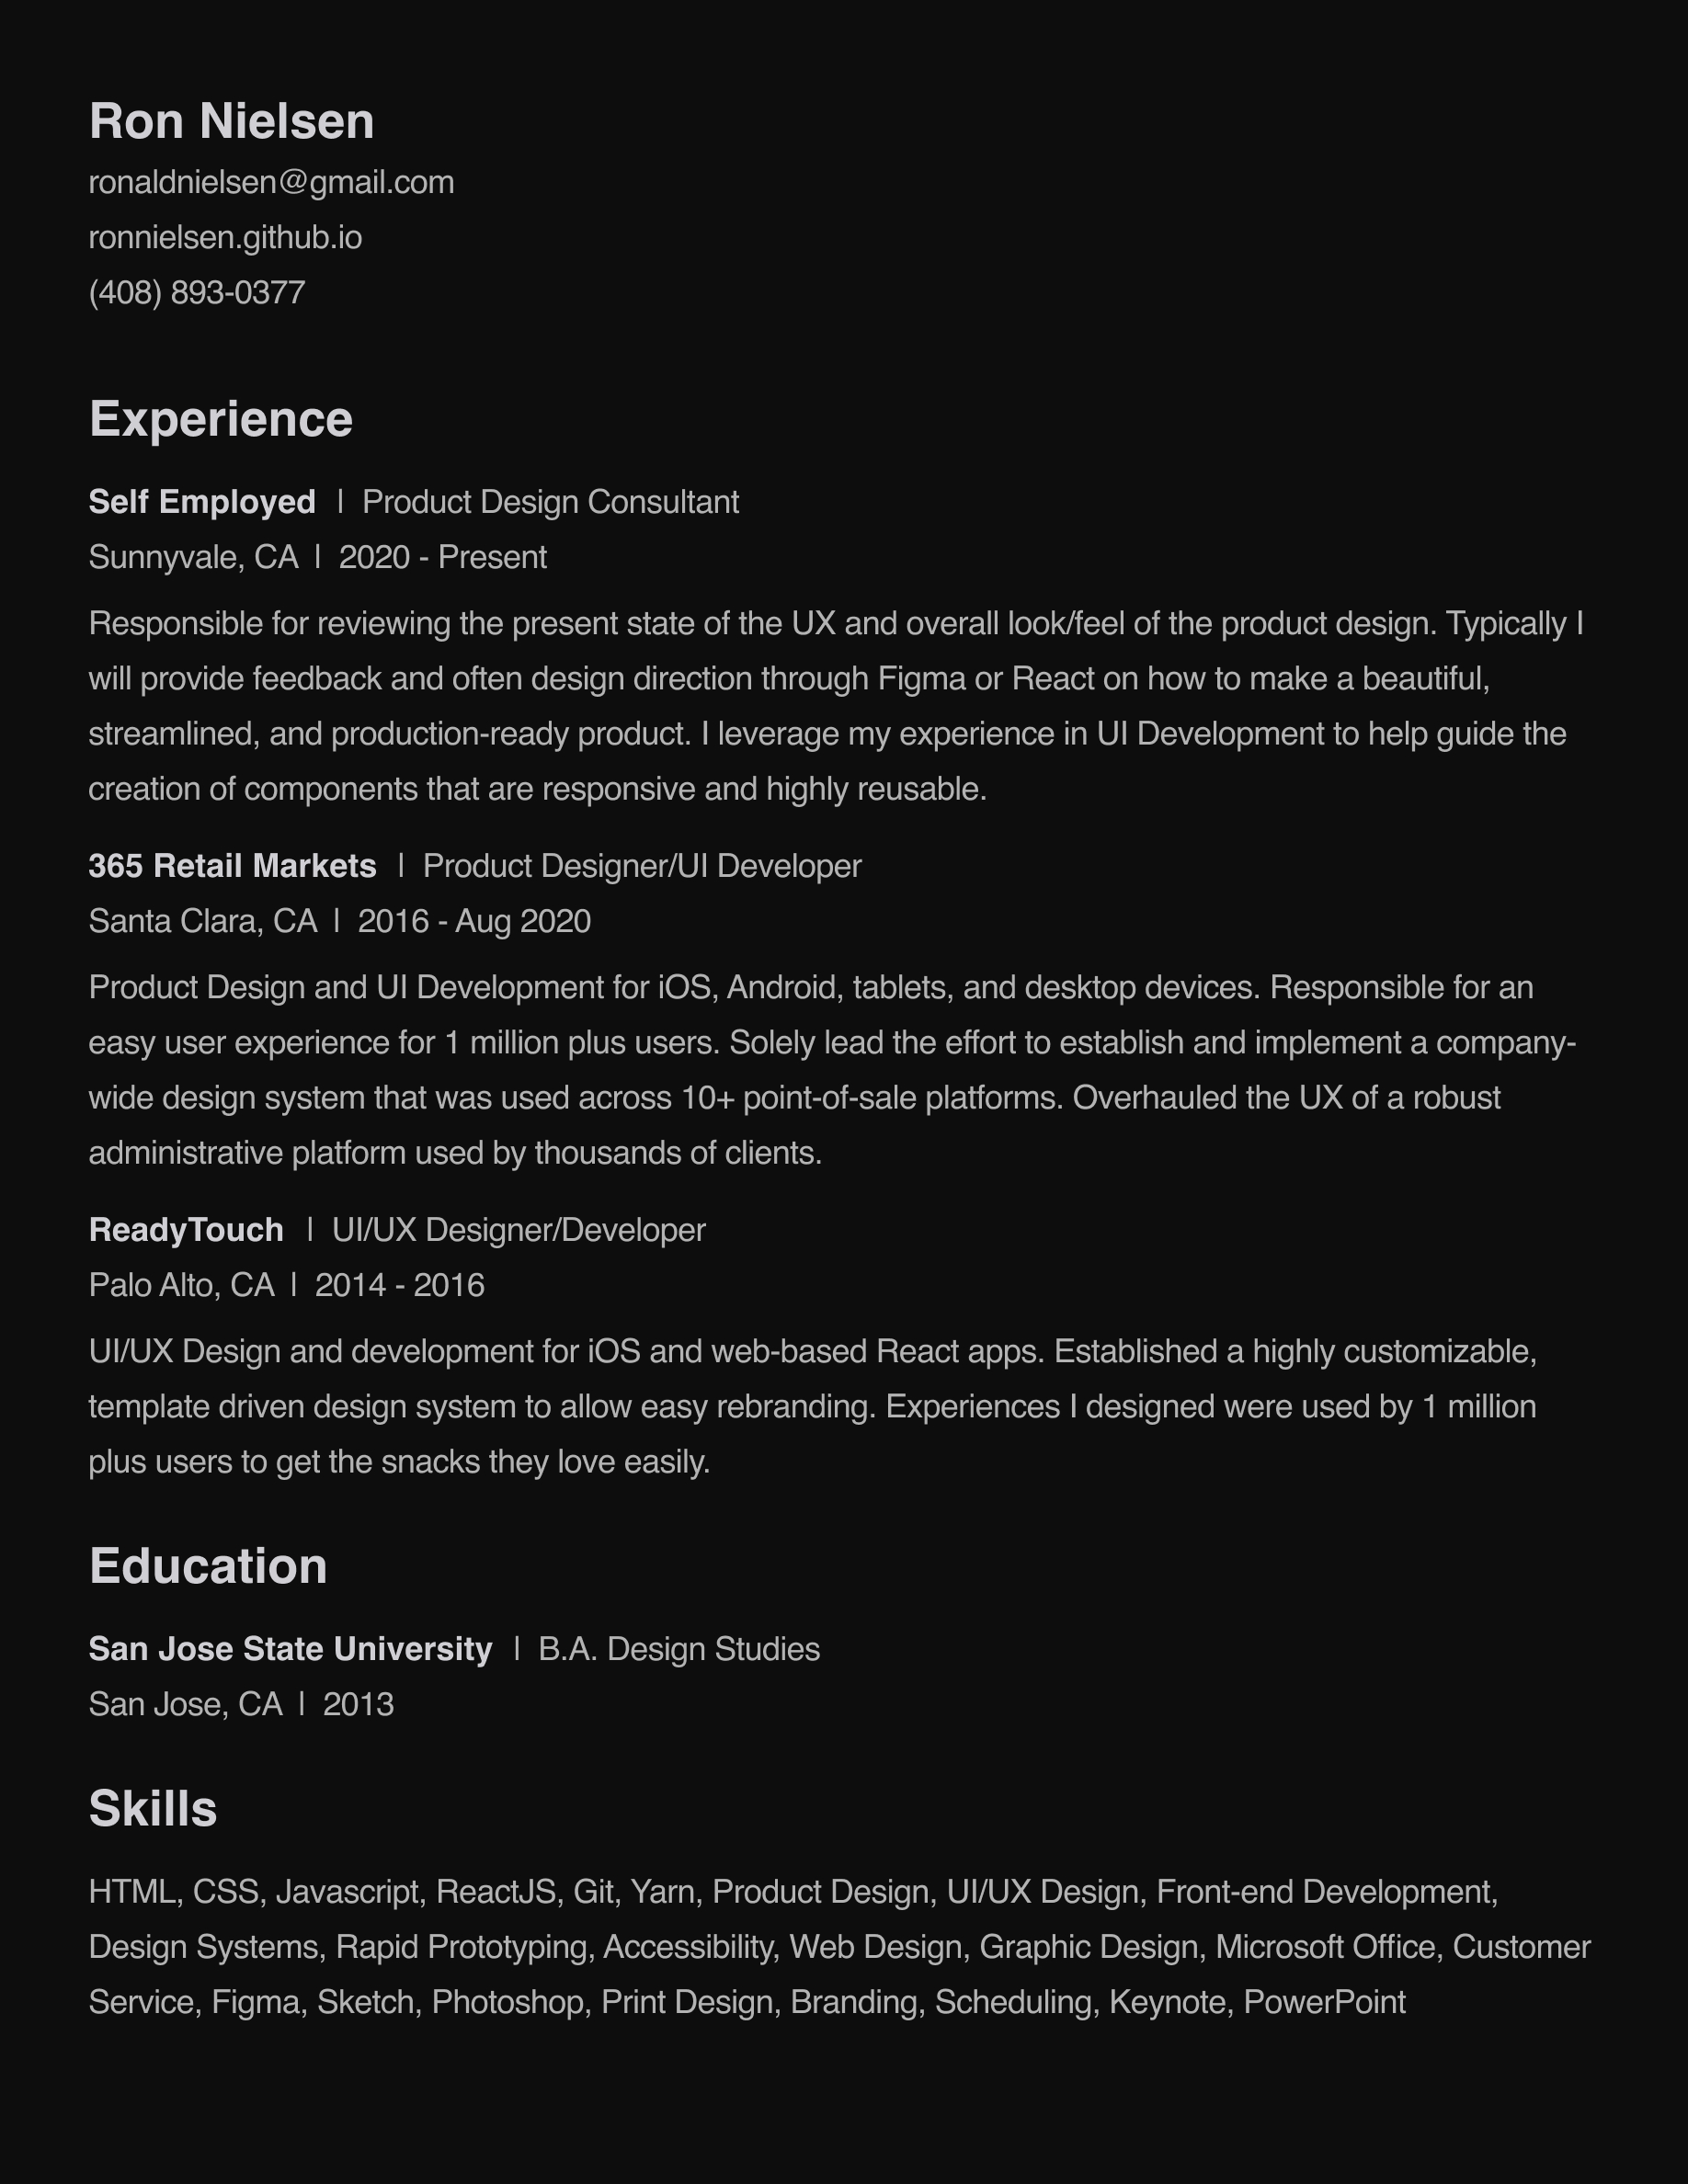 Ron Nielsen
ronaldnielsen@gmail.com
ronnielsen.github.io
(408) 893-0377
Experience
Self Employed | Product Design Consultant
Sunnyvale, CA | 2020 - Present
Responsible for reviewing the present state of the UX and overall look/feel of the product design. Typically I
will provide feedback and often design direction through Figma or React on how to make a beautiful,
streamlined, and production-ready product. I leverage my experience in UI Development to help guide the
creation of components that are responsive and highly reusable.
365 Retail Markets | Product Designer/UI Developer
Santa Clara, CA | 2016 - Aug 2020
Product Design and UI Development for iOS, Android, tablets, and desktop devices. Responsible for an
easy user experience for 1 million plus users. Solely lead the effort to establish and implement a company-
wide design system that was used across 10+ point-of-sale platforms. Overhauled the UX of a robust
administrative platform used by thousands of clients.
ReadyTouch | UI/UX Designer/Developer
Palo Alto, CA | 2014 - 2016
UI/UX Design and development for iOS and web-based React apps. Established a highly customizable,
template driven design system to allow easy rebranding. Experiences I designed were used by 1 million
plus users to get the snacks they love easily.
Education
San Jose State University | B.A. Design Studies
San Jose, CA | 2013
Skills
HTML, CSS, Javascript, ReactJS, Git, Yarn, Product Design, UI/UX Design, Front-end Development,
Design Systems, Rapid Prototyping, Accessibility, Web Design, Graphic Design, Microsoft Office, Customer
Service, Figma, Sketch, Photoshop, Print Design, Branding, Scheduling, Keynote, PowerPoint